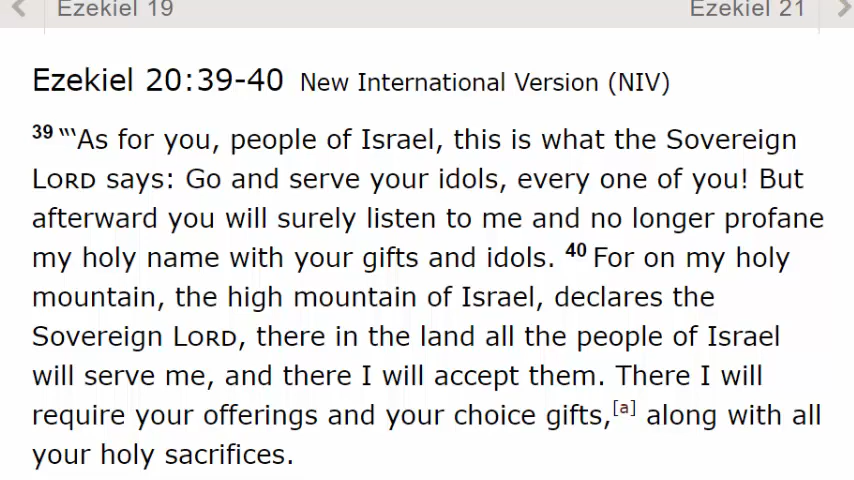 Ezekiel 19 Ezekiel 21
Ezekiel 20:39-40 New International Version (NIV)
39 “‘“As for you, people of Israel, this is what the Sovereign
LORD says: Go and serve your idols, every one of you! But
afterward you will surely listen to me and no longer profane
my holy name with your gifts and idols. 40 For on my holy
mountain, the high mountain of Israel, declares the
Sovereign LORD, there in the land all the people of Israel
will serve me, and there I will accept them. There I will
require your offerings and your choice gifts,[a] along with all
your holy sacrifices.